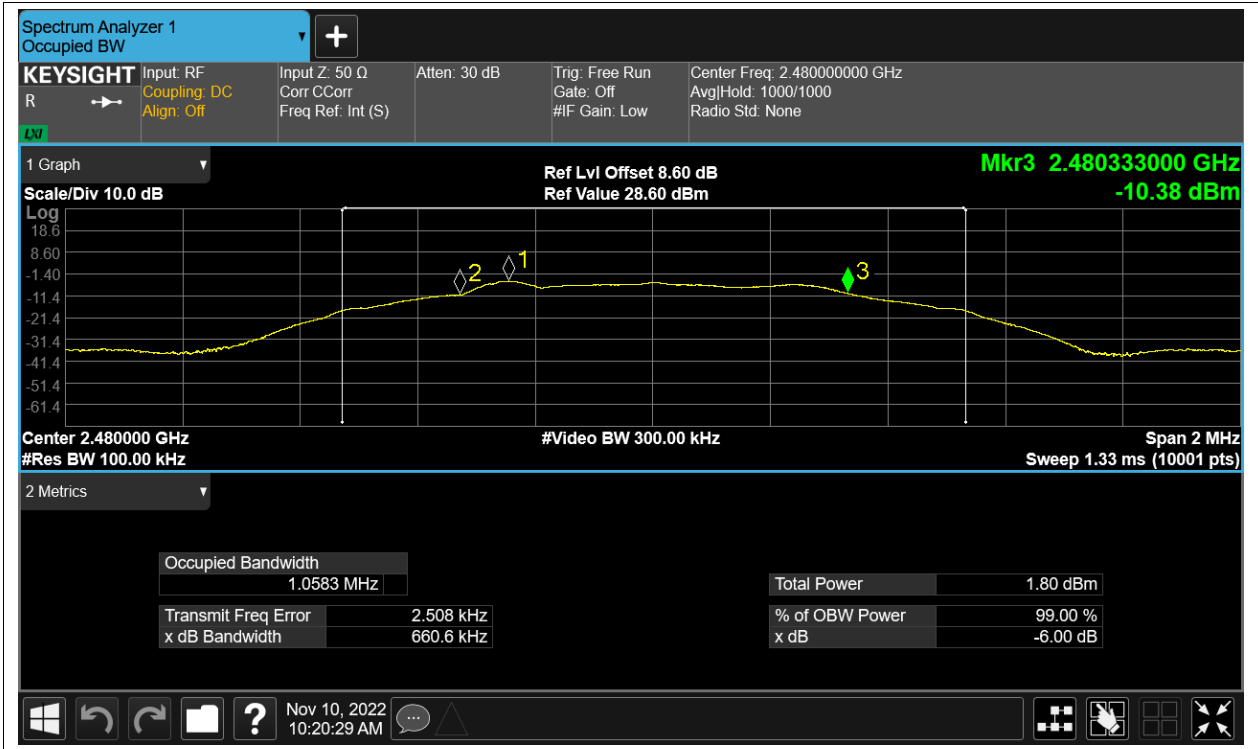 Spectrum Analyzer 1
Occupied BW
KEYSIGHT
R
LXI
Input: RF
Coupling: DC
Align: Off
Input Z: 50 Ω
Corr CCorr
Freq Ref: Int (S)
Atten: 30 dB
Trig: Free Run
Gate: Off
#IF Gain: Low
Center Freq: 2.480000000 GHz
Avg|Hold: 1000/1000
Radio Std: None
1 Graph
Scale/Div 10.0 dB
Ref Lvl Offset 8.60 dB
Ref Value 28.60 dBm
Mkr3 2.480333000 GHz
-10.38 dBm
Log
18.6
8.60
-1.40
-11.4
-21.4
-31.4
-41.4
-51.4
-61.4
2
1
3
Center 2.480000 GHz
#Res BW 100.00 kHz
#Video BW 300.00 kHz
Span 2 MHz
Sweep 1.33 ms (10001 pts)
2 Metrics
Occupied Bandwidth
1.0583 MHz
Transmit Freq Error 2.508 kHz
x dB Bandwidth 660.6 kHz
Total Power 1.80 dBm
% of OBW Power 99.00 %
x dB -6.00 dB
?
Nov 10, 2022
10:20:29 AM